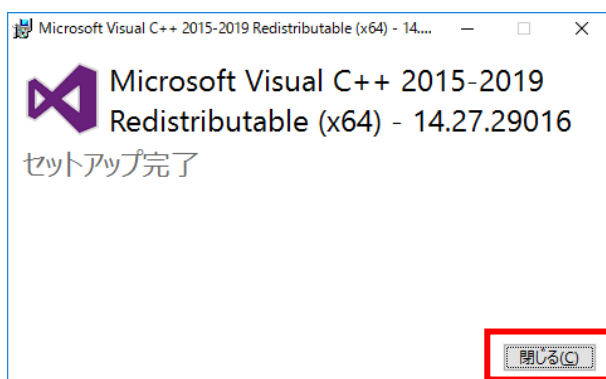 Microsoft Visual C++ 2015-2019 Redistributable (x64) - 14....
Microsoft Visual C++ 2015-2019
Redistributable (x64) - 14.27.29016
セットアップ完了
閉じる(C)